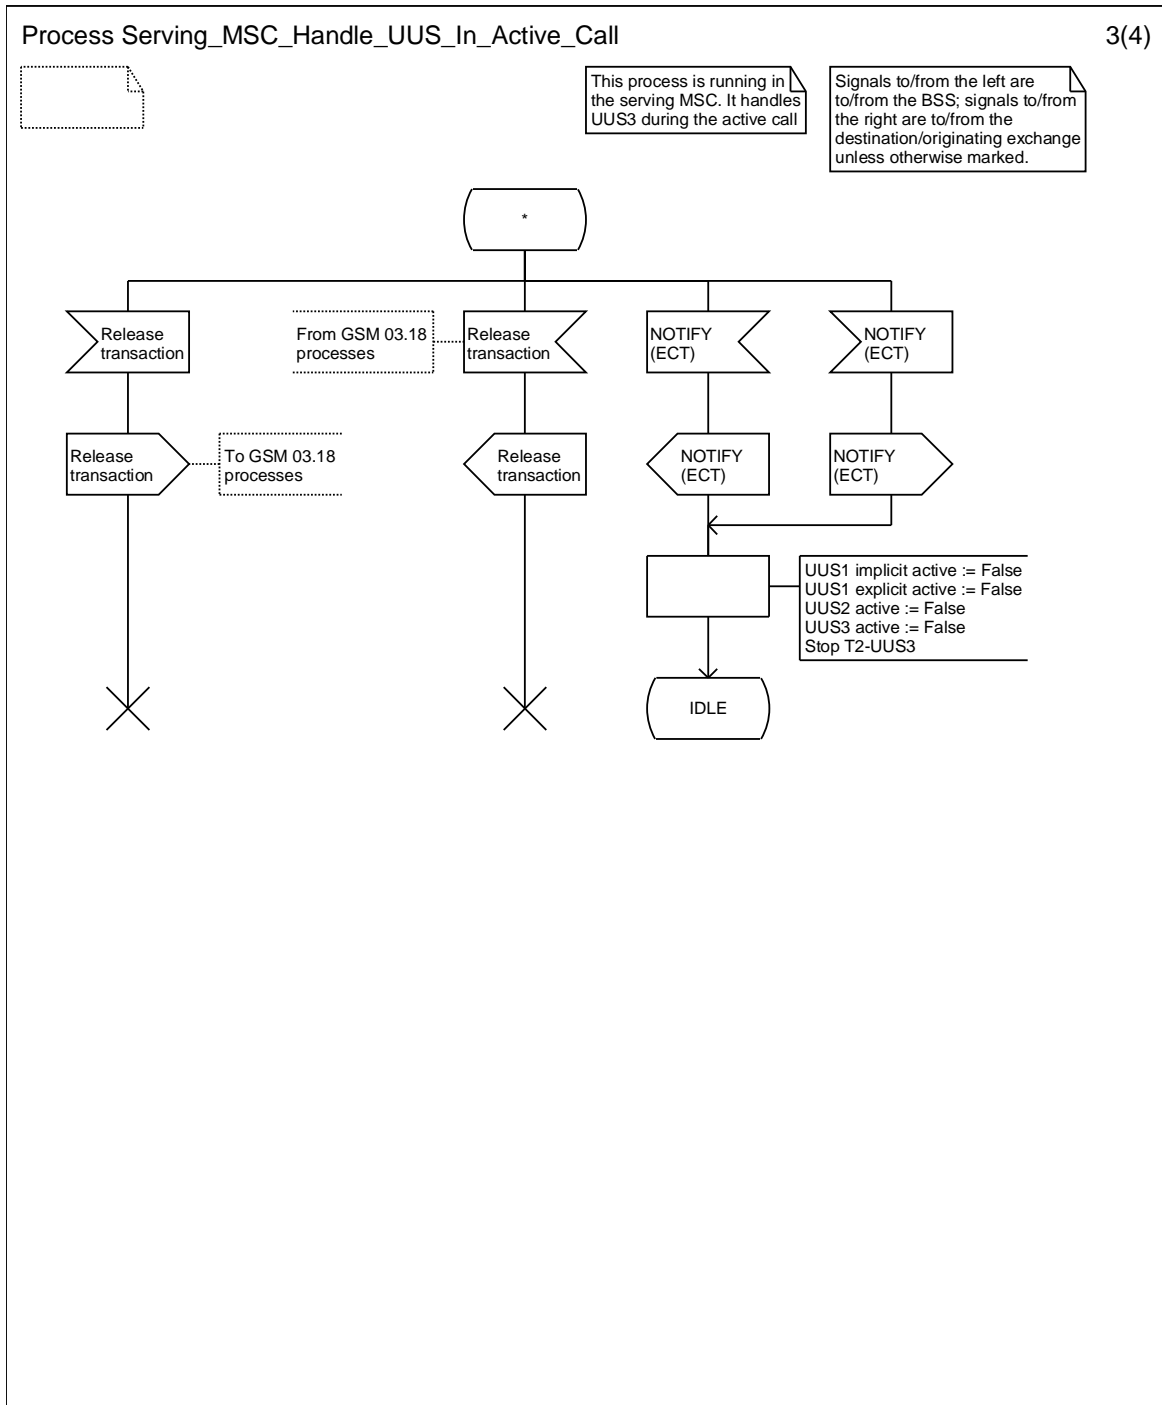 Process Serving_MSC_Handle_UUS_In_Active_Call
3(4)
This process is running in
the serving MSC. It handles
UUS3 during the active call
Signals to/from the left are
to/from the BSS; signals to/from
the right are to/from the
destination/originating exchange
unless otherwise marked.
*
Release
transaction
From GSM 03.18
processes
Release
transaction
NOTIFY
(ECT)
NOTIFY
(ECT)
Release
transaction
To GSM 03.18
processes
Release
transaction
NOTIFY
(ECT)
NOTIFY
(ECT)
UUS1 implicit active := False
UUS1 explicit active := False
UUS2 active := False
UUS3 active := False
Stop T2-UUS3
IDLE